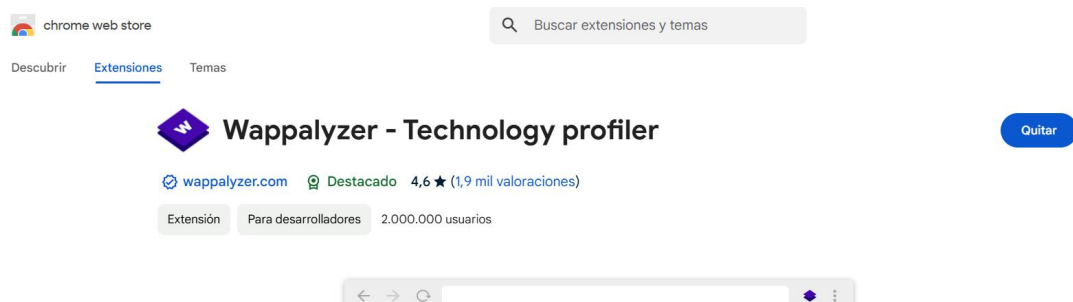 chrome web store
Buscar extensiones y temas
Descubrir Extensiones Temas
W Wappalyzer - Technology profiler
Quitar
wappalyzer.com Destacado 4,6 ★ (1,9 mil valoraciones)
Extensión Para desarrolladores 2.000.000 usuarios